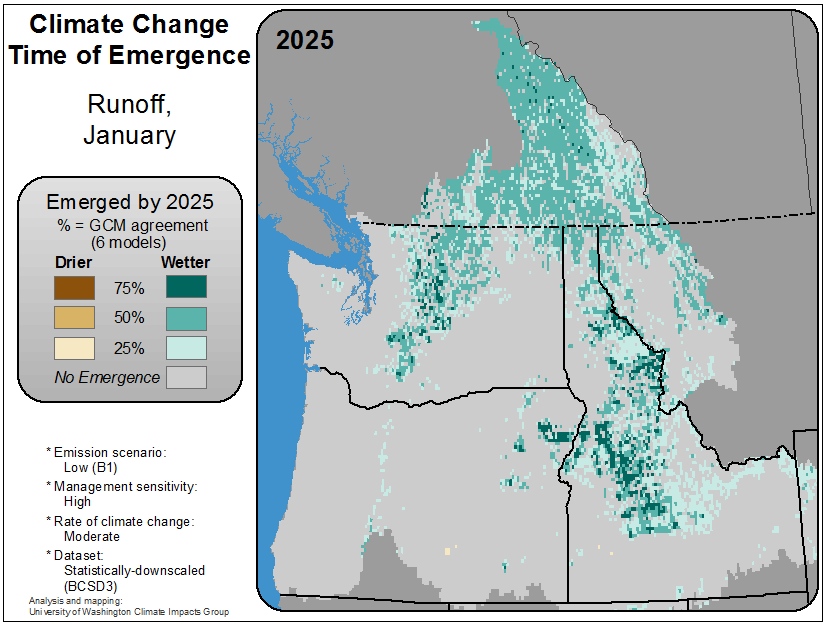 Climate Change
Time of Emergence
Runoff,
January
Emerged by 2025
% = GCM agreement
(6 models)
Drier Wetter
75%
50%
25%
No Emergence
* Emission scenario:
Low (B1)
* Management sensitivity:
High
* Rate of climate change:
Moderate
* Dataset:
Statistically-downscaled
(BCSD3)
Analysis and mapping:
University of Washington Climate Impacts Group
2025